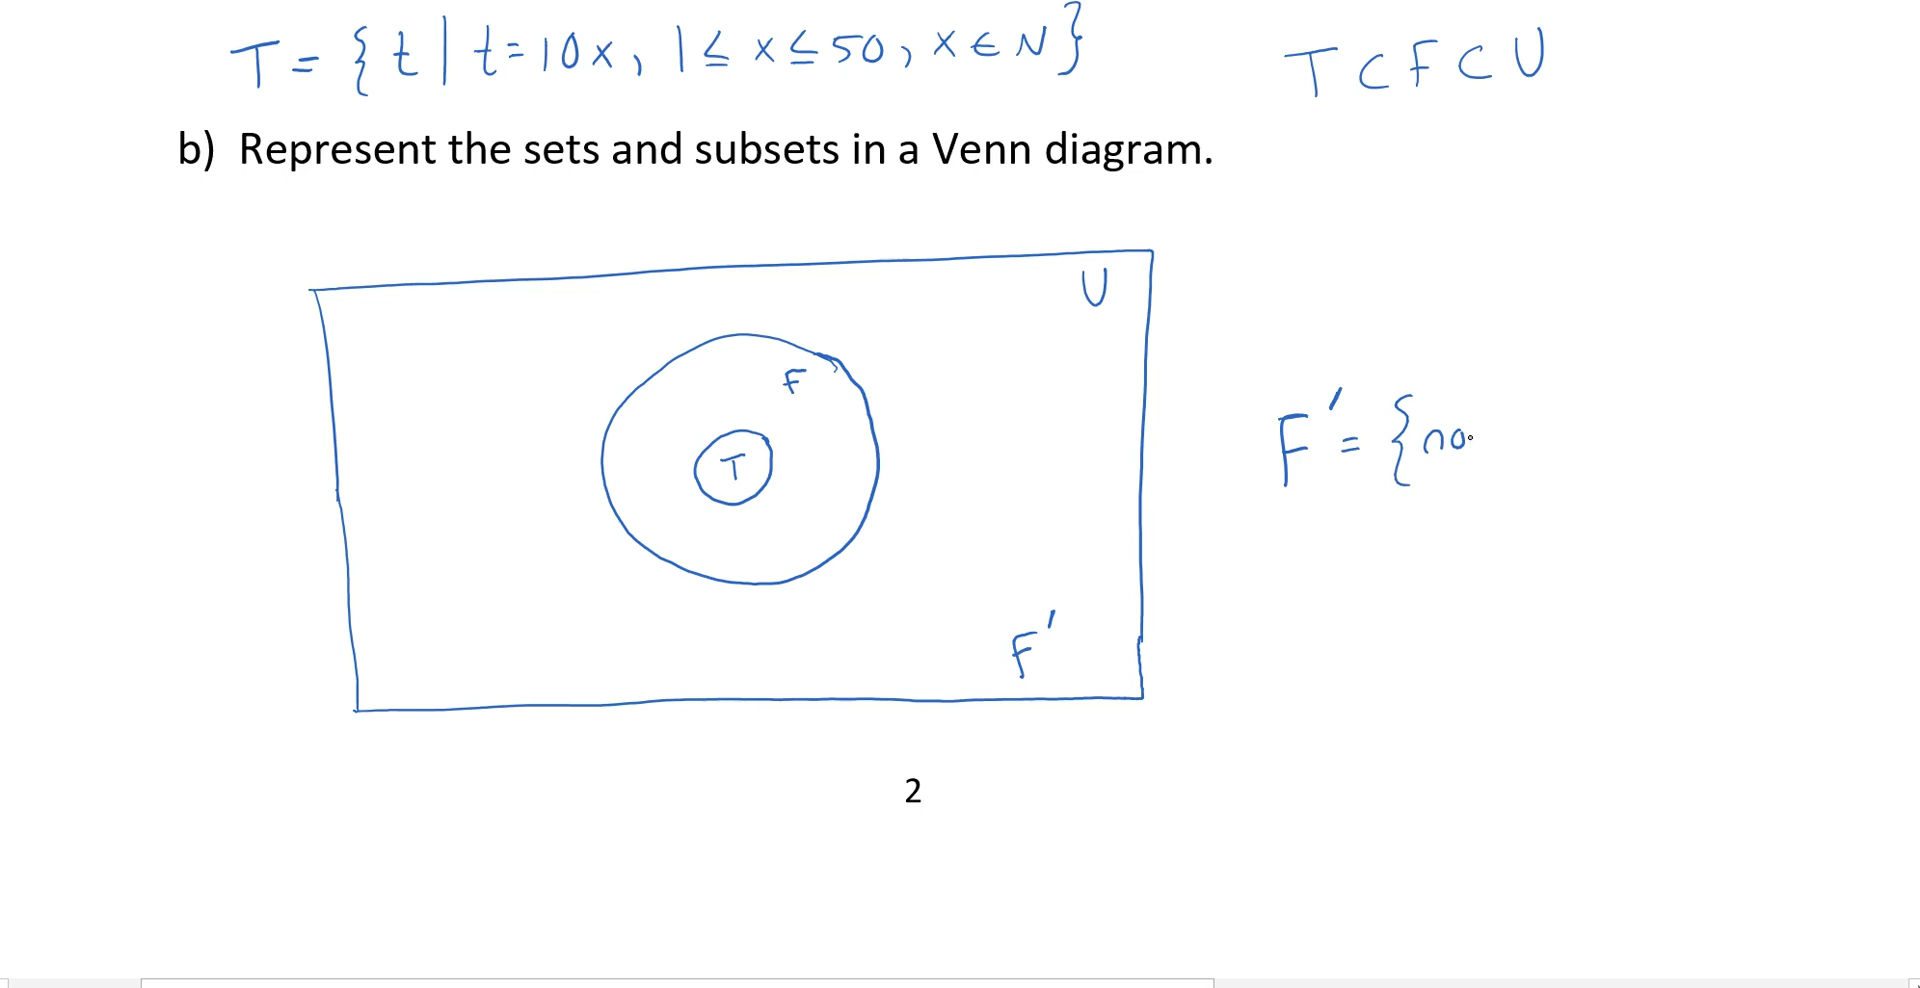 T = { t | t = 10x, 1 ≤ x ≤ 50, x ∈ N }
T ⊂ F ⊂ U
b) Represent the sets and subsets in a Venn diagram.
U
F
T
F' = { no
F'
2